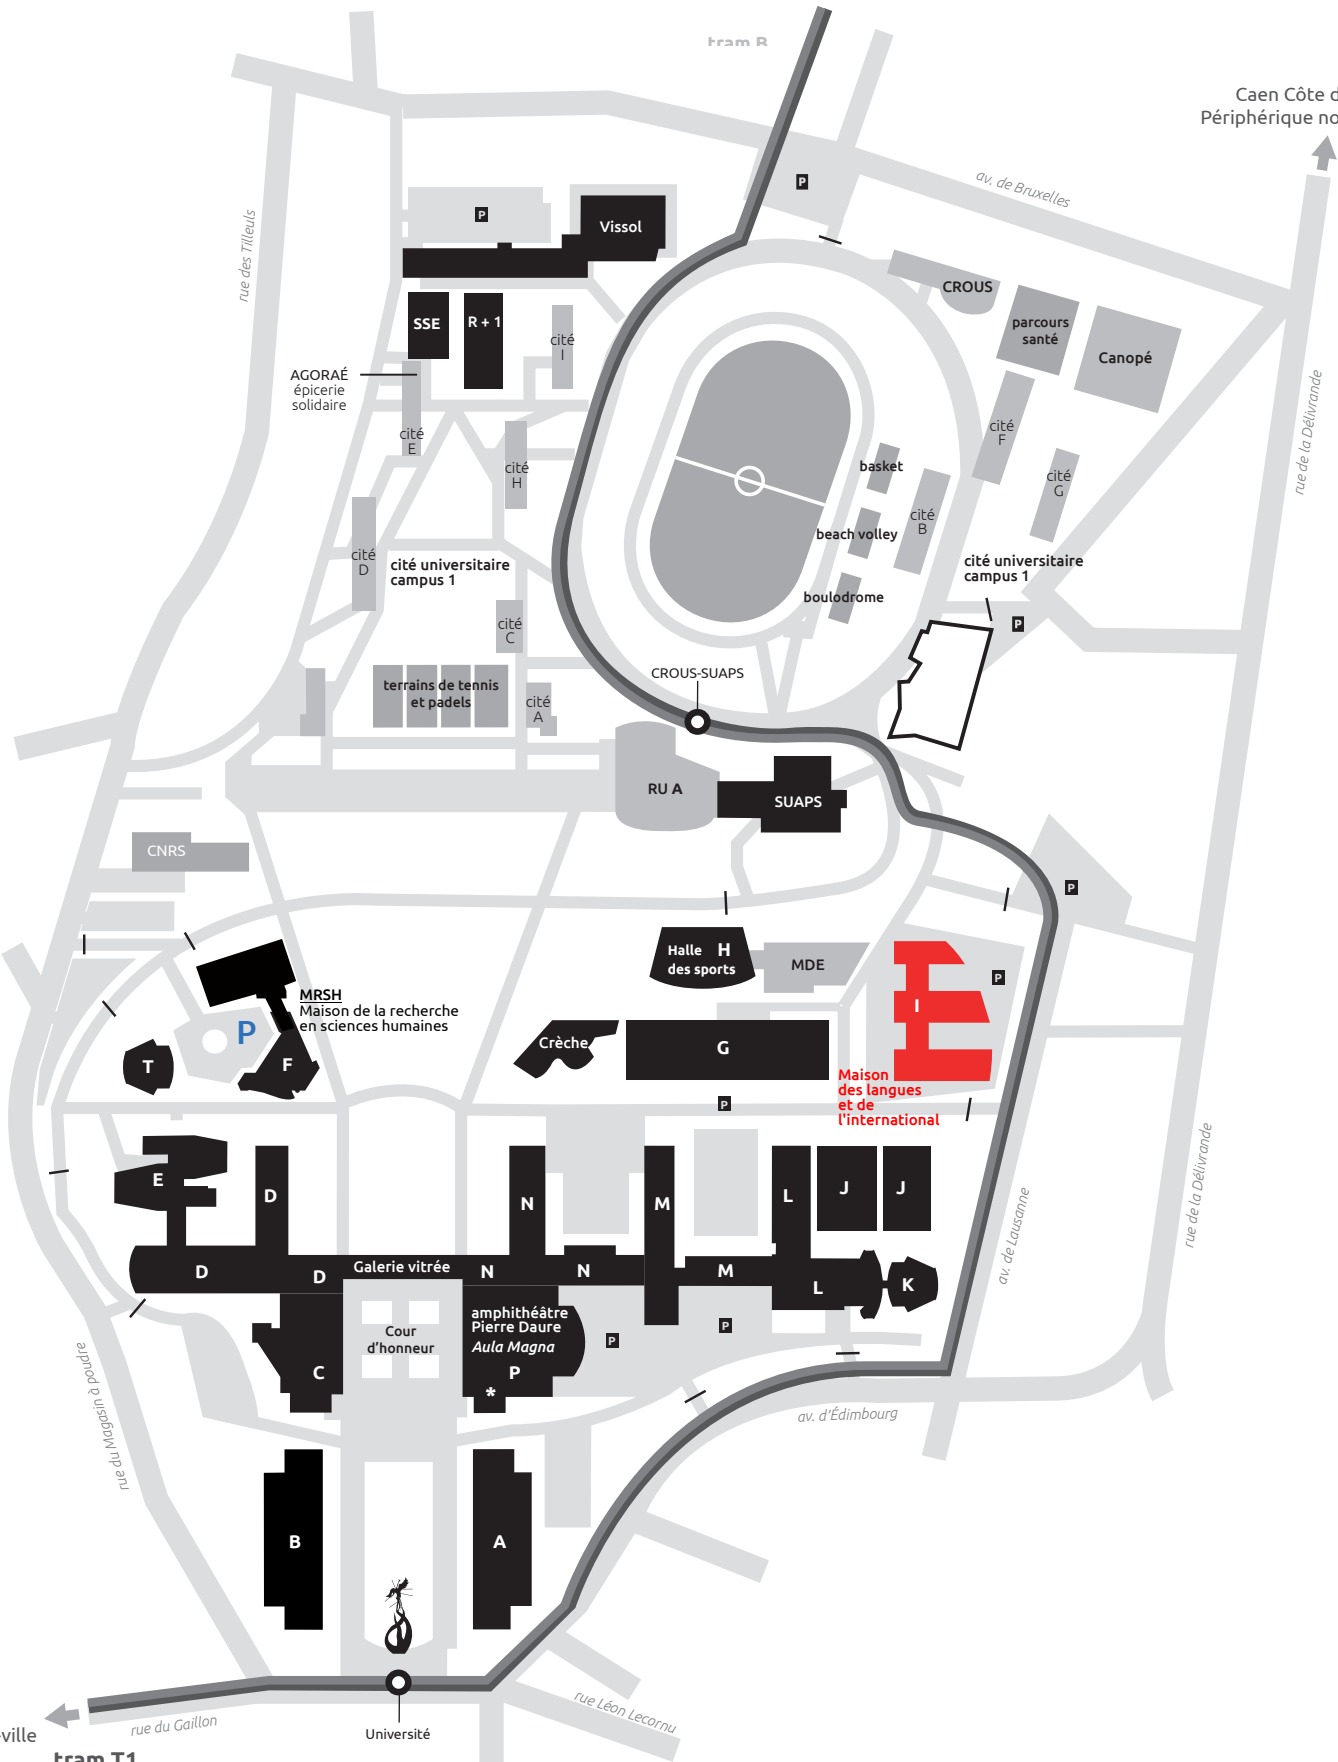 tram B
Caen Côte d
Périphérique no
av. de Bruxelles
P
rue des Tilleuls
P
Vissol
CROUS
SSE
R + 1
cité
I
parcours
santé
Canopé
AGORAÉ
épicerie
solidaire
cité
E
cité
F
rue de la Délivrande
cité
H
basket
cité
G
cité
B
beach volley
cité
D
cité universitaire
campus 1
cité universitaire
campus 1
boulodrome
cité
C
P
CROUS-SUAPS
terrains de tennis
et padels
cité
A
RU A
SUAPS
CNRS
P
Halle H
des sports
MDE
P
MRSH
Maison de la recherche
en sciences humaines
I
P
Crèche
G
T
F
Maison
des langues
et de
l'international
P
E
D
N
M
L
J
J
rue de la Délivrande
av. de Lausanne
D
D
Galerie vitrée
N
N
M
L
K
amphithéâtre
Pierre Daure
Aula Magna
P
*
Cour
d'honneur
P
P
C
rue du Magasin à poudre
av. d'Édimbourg
B
A
rue Léon Lecornu
rue du Gaillon
Université
ville
tram T1